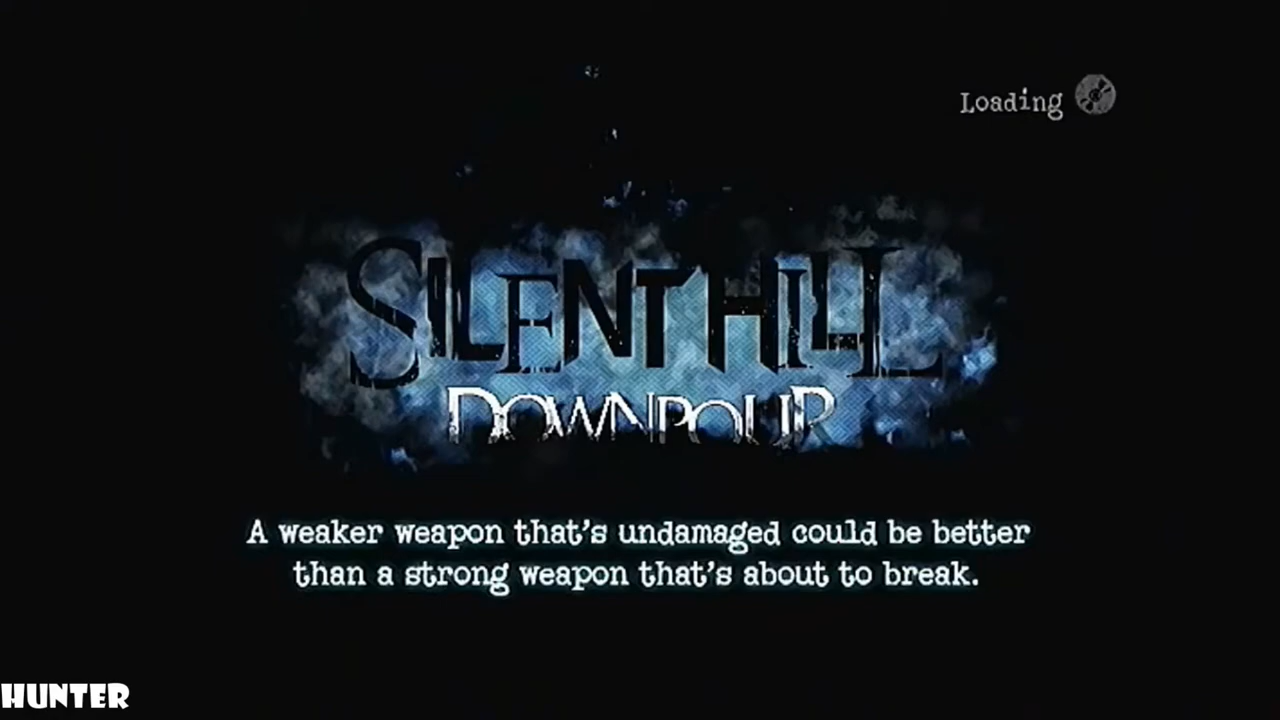 Loading
SILENT HILL
DOWNPOUR
A weaker weapon that's undamaged could be better
than a strong weapon that's about to break.
HUNTER